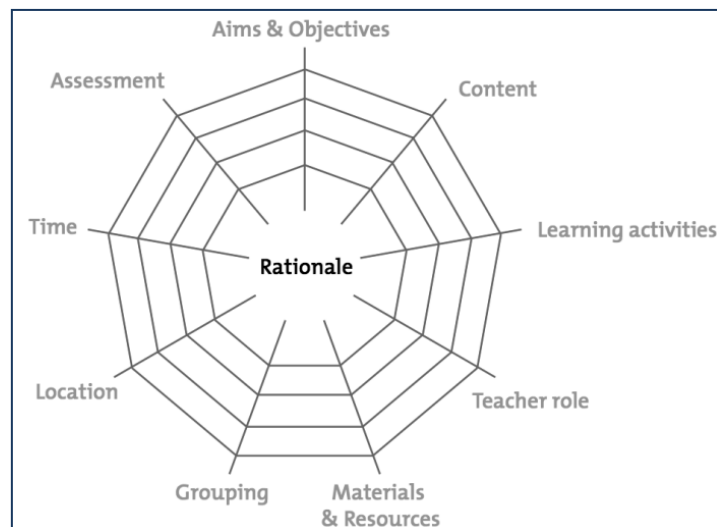 Aims & Objectives
Assessment
Content
Time
Learning activities
Rationale
Location
Teacher role
Grouping
Materials
& Resources